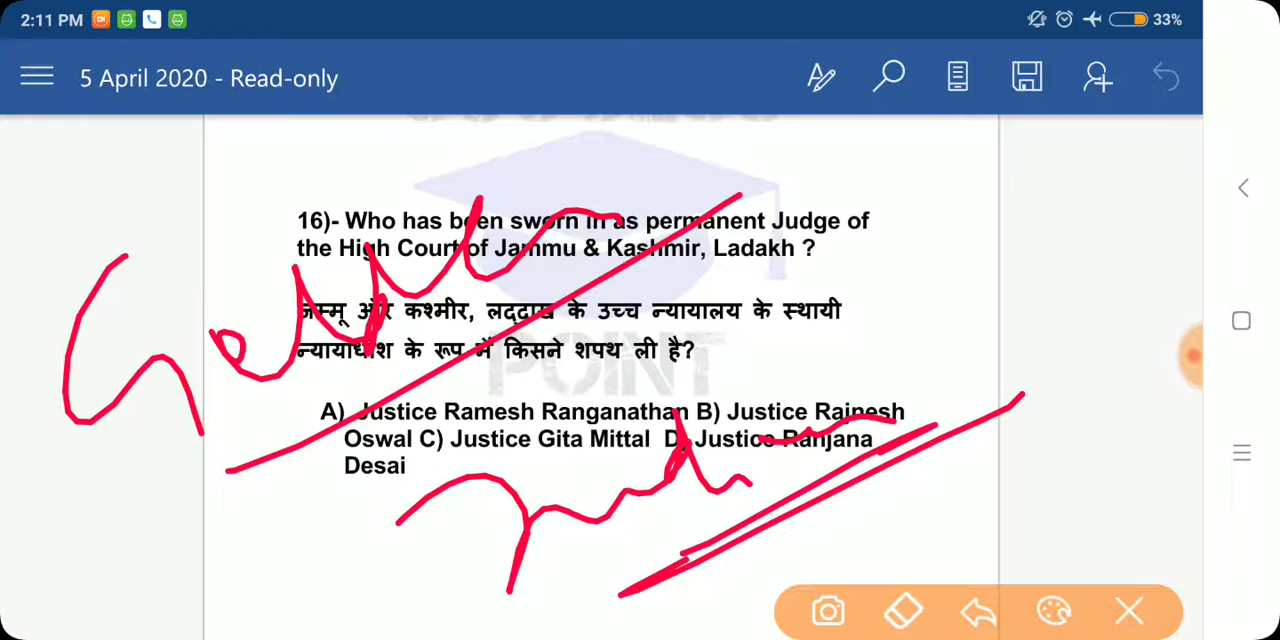 2:11 PM
33%
5 April 2020 - Read-only
16)- Who has been sworn in as permanent Judge of
the High Court of Jammu & Kashmir, Ladakh ?
जम्मू और कश्मीर, लद्दाख के उच्च न्यायालय के स्थायी
न्यायाधीश के रूप में किसने शपथ ली है?
POINT
A) Justice Ramesh Ranganathan B) Justice Rajnesh
Oswal C) Justice Gita Mittal D) Justice Ranjana
Desai